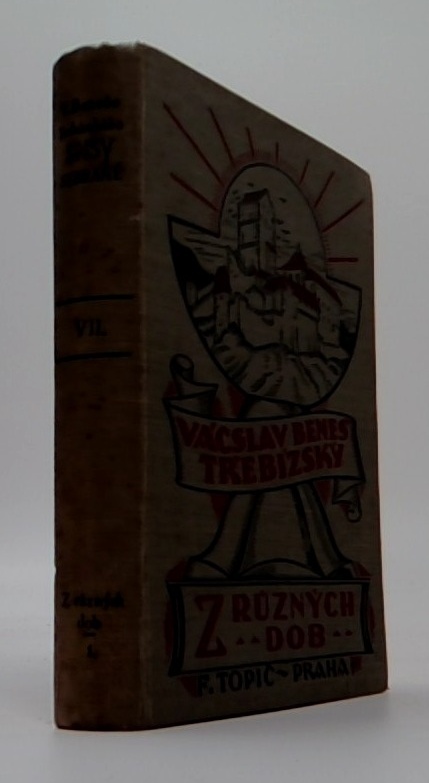 VII.
Z různých
dob
I.
VÁCSLAV BENEŠ
TŘEBÍZSKÝ
Z RŮZNÝCH
DOB
F. TOPIČ ~ PRAHA